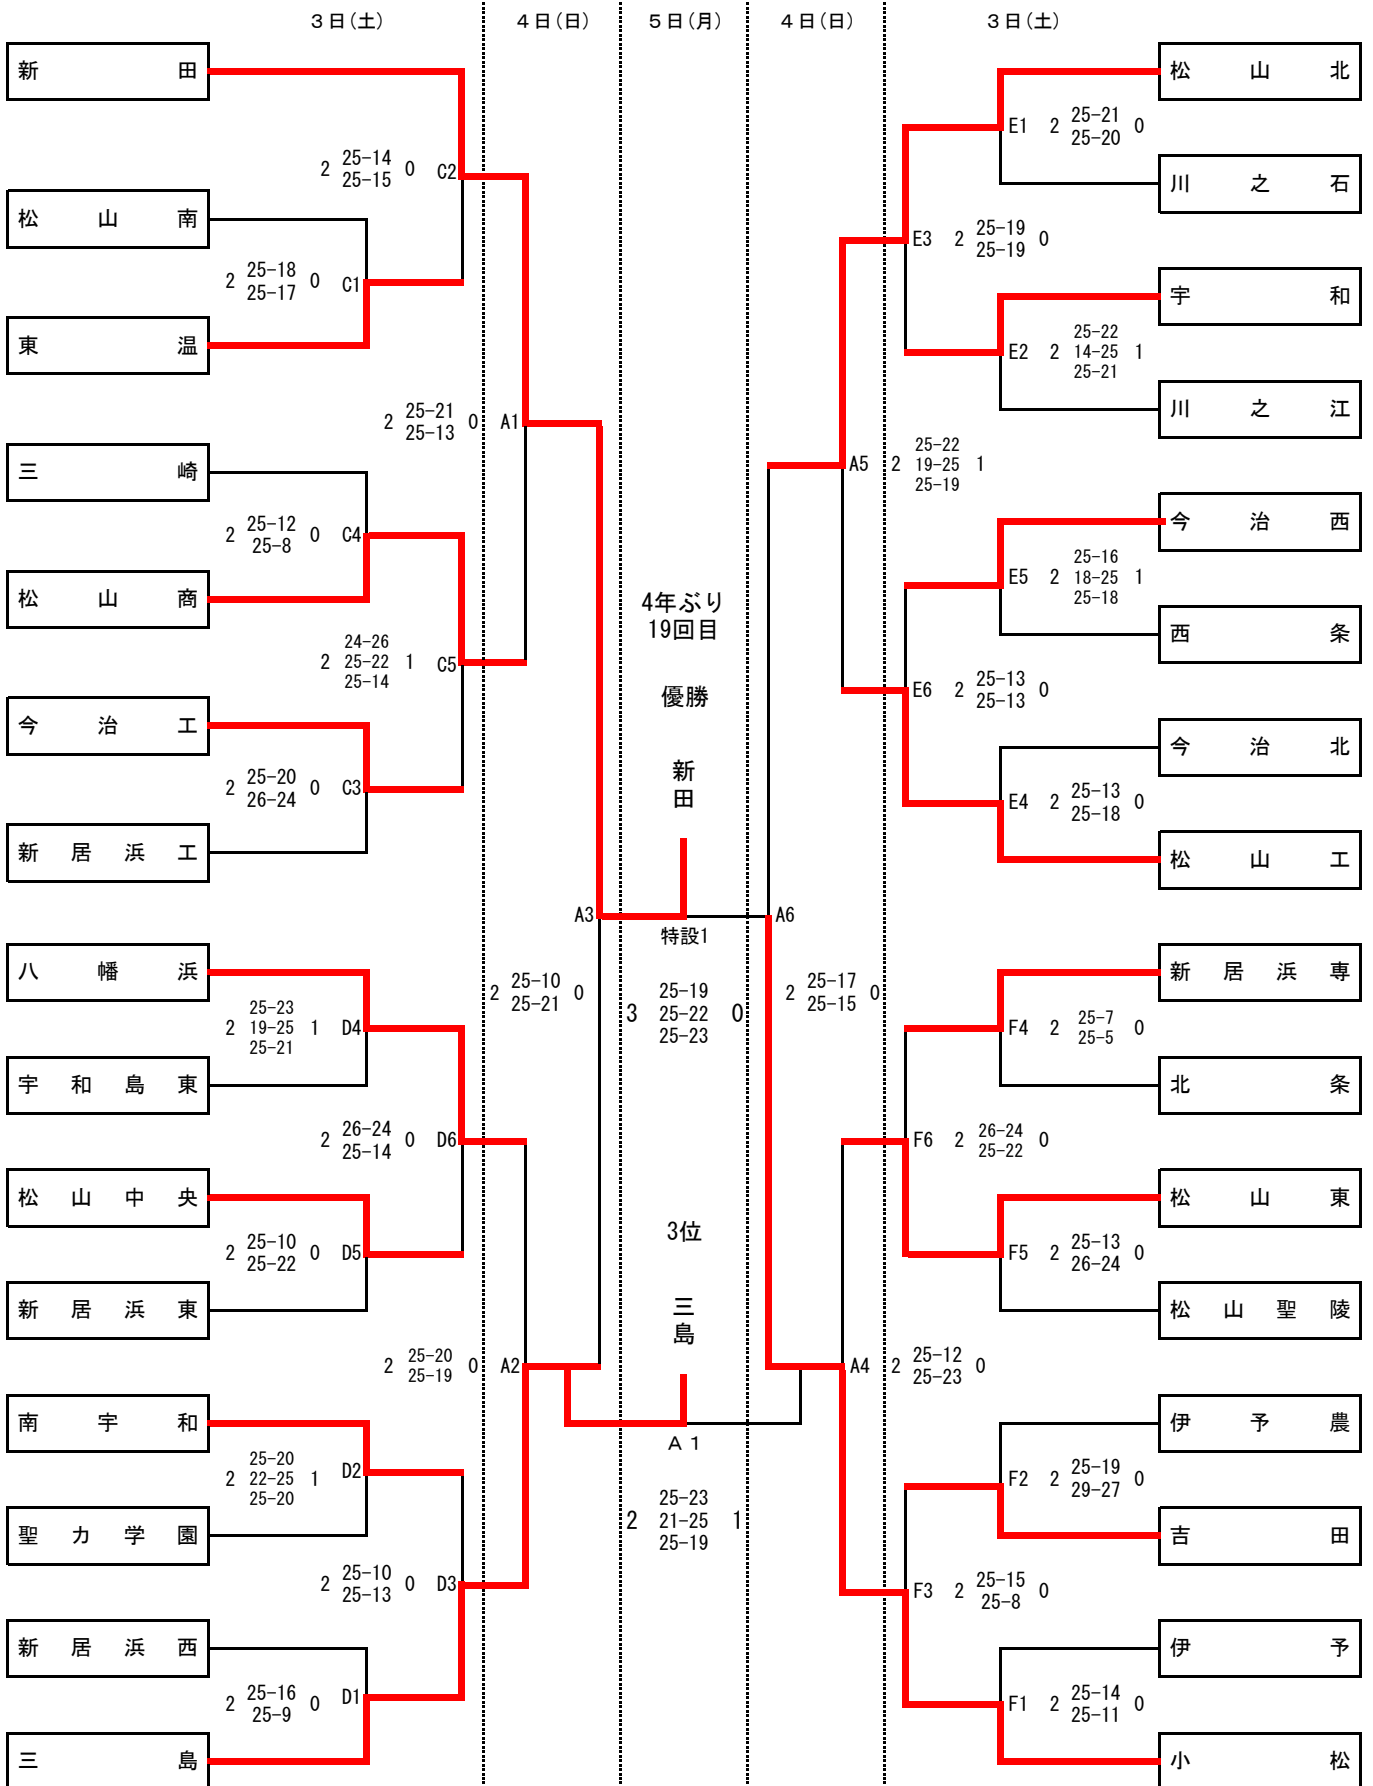 3日(土)
4日(日)
5日(月)
4日(日)
3日(土)
新田
2 25-14 0 C2
25-15
松山南
2 25-18 0 C1
25-17
東温
2 25-21 0 A1
25-13
三崎
2 25-12 0 C4
25-8
松山商
24-26
2 25-22 1 C5
25-14
今治工
2 25-20 0 C3
26-24
新居浜工
八幡浜
25-23
2 19-25 1 D4
25-21
宇和島東
2 26-24 0 D6
25-14
松山中央
2 25-10 0 D5
25-22
新居浜東
2 25-20 0 A2
25-19
南宇和
25-20
2 22-25 1 D2
25-20
聖カ学園
2 25-10 0 D3
25-13
新居浜西
2 25-16 0 D1
25-9
三島
A3
2 25-10 0
25-21
4年ぶり
19回目
優勝
新
田
特設1
25-19
3 25-22 0
25-23
3位
三
島
A 1
25-23
2 21-25 1
25-19
A6
2 25-17 0
25-15
松山北
E1 2 25-21 0
25-20
川之石
E3 2 25-19 0
25-19
宇和
25-22
E2 2 14-25 1
25-21
川之江
25-22
A5 2 19-25 1
25-19
今治西
25-16
E5 2 18-25 1
25-18
西条
E6 2 25-13 0
25-13
今治北
E4 2 25-13 0
25-18
松山工
新居浜専
F4 2 25-7 0
25-5
北条
F6 2 26-24 0
25-22
松山東
F5 2 25-13 0
26-24
松山聖陵
A4 2 25-12 0
25-23
伊予農
F2 2 25-19 0
29-27
吉田
F3 2 25-15 0
25-8
伊予
F1 2 25-14 0
25-11
小松